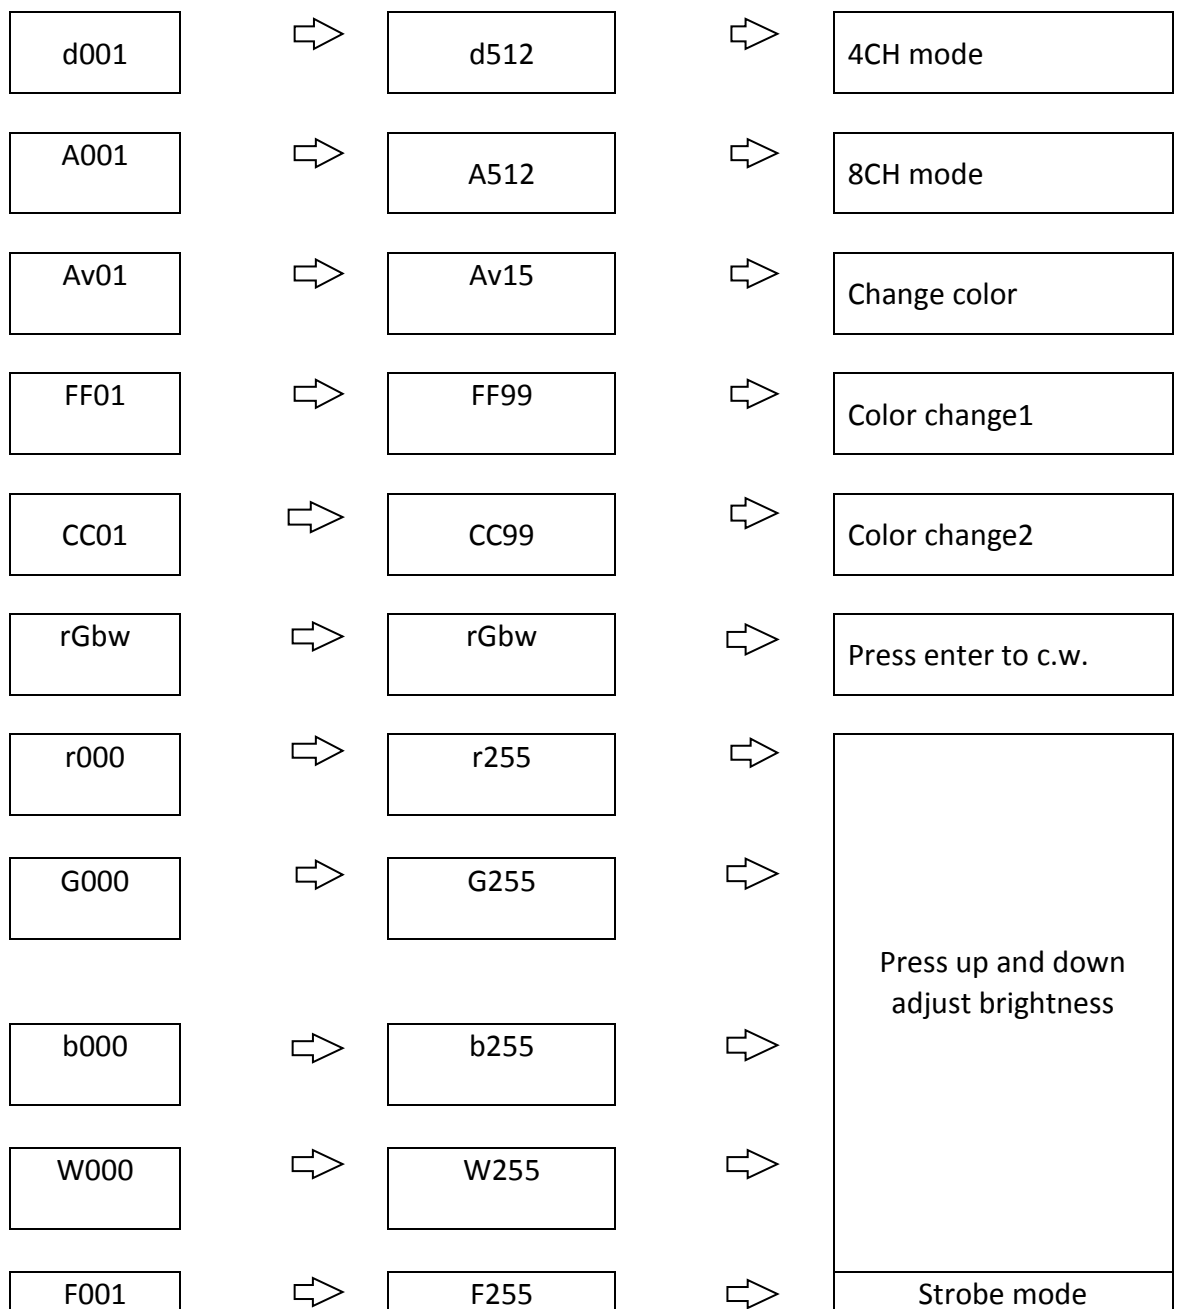 d001 d512 4CH mode
A001 A512 8CH mode
Av01 Av15 Change color
FF01 FF99 Color change1
CC01 CC99 Color change2
rGbw rGbw Press enter to c.w.
r000 r255
G000 G255
Press up and down
adjust brightness
b000 b255
W000 W255
F001 F255 Strobe mode